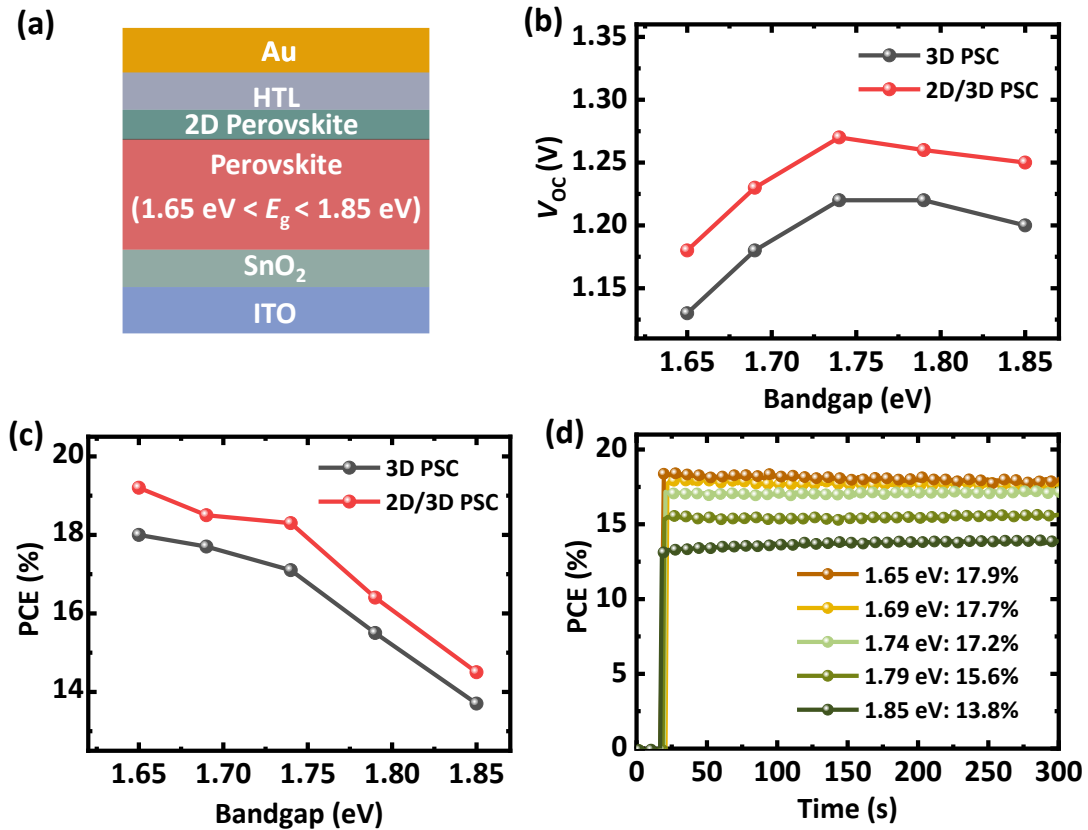 (a)
Au
HTL
2D Perovskite
Perovskite
(1.65 eV < E_g < 1.85 eV)
SnO₂
ITO
(b)
1.35
1.30
1.25
1.20
1.15
V_OC (V)
3D PSC
2D/3D PSC
1.65 1.70 1.75 1.80 1.85
Bandgap (eV)
(c)
20
18
16
14
PCE (%)
3D PSC
2D/3D PSC
1.65 1.70 1.75 1.80 1.85
Bandgap (eV)
(d)
20
15
10
5
0
PCE (%)
1.65 eV: 17.9%
1.69 eV: 17.7%
1.74 eV: 17.2%
1.79 eV: 15.6%
1.85 eV: 13.8%
0 50 100 150 200 250 300
Time (s)